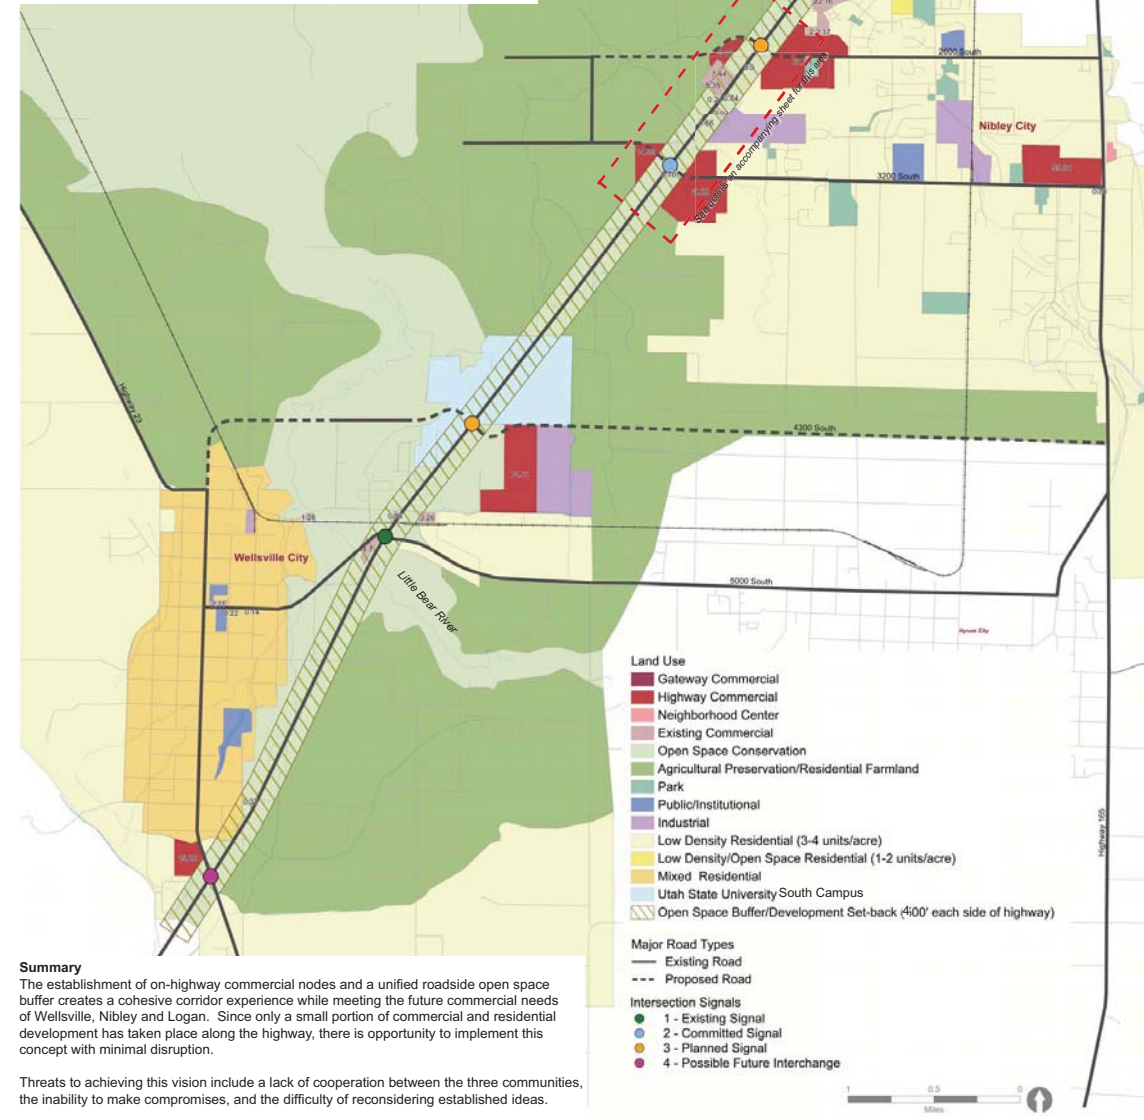 2600 South
Nibley City
3200 South
See details on accompanying sheet for this area
Highway 23
4300 South
Wellsville City
5000 South
Little Bear River
Hyrum City
Highway 165
Land Use
Gateway Commercial
Highway Commercial
Neighborhood Center
Existing Commercial
Open Space Conservation
Agricultural Preservation/Residential Farmland
Park
Public/Institutional
Industrial
Low Density Residential (3-4 units/acre)
Low Density/Open Space Residential (1-2 units/acre)
Mixed Residential
Utah State University South Campus
Open Space Buffer/Development Set-back (400' each side of highway)
Major Road Types
Existing Road
Proposed Road
Intersection Signals
1 - Existing Signal
2 - Committed Signal
3 - Planned Signal
4 - Possible Future Interchange
1 0.5 0
Miles
Summary
The establishment of on-highway commercial nodes and a unified roadside open space
buffer creates a cohesive corridor experience while meeting the future commercial needs
of Wellsville, Nibley and Logan. Since only a small portion of commercial and residential
development has taken place along the highway, there is opportunity to implement this
concept with minimal disruption.
Threats to achieving this vision include a lack of cooperation between the three communities,
the inability to make compromises, and the difficulty of reconsidering established ideas.